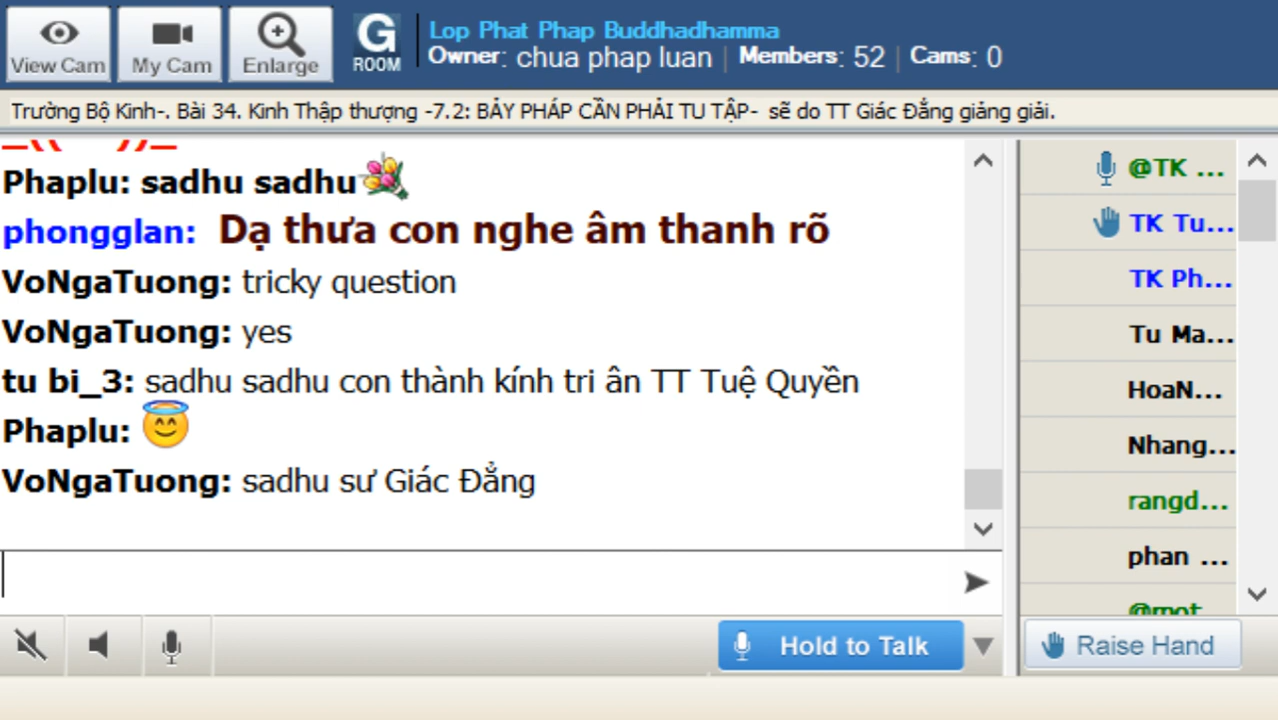 View Cam
My Cam
Enlarge
G
ROOM
Lop Phat Phap Buddhadhamma
Owner: chua phap luan | Members: 52 | Cams: 0
Trường Bộ Kinh-. Bài 34. Kinh Thập thượng -7.2: BẢY PHÁP CẦN PHẢI TU TẬP- sẽ do TT Giác Đẳng giảng giải.
Phaplu: sadhu sadhu
phongglan: Dạ thưa con nghe âm thanh rõ
VoNgaTuong: tricky question
VoNgaTuong: yes
tu bi_3: sadhu sadhu con thành kính tri ân TT Tuệ Quyền
Phaplu:
VoNgaTuong: sadhu sư Giác Đẳng
@TK ...
TK Tu...
TK Ph...
Tu Ma...
HoaN...
Nhang...
rangd...
phan ...
@mot
Hold to Talk
Raise Hand